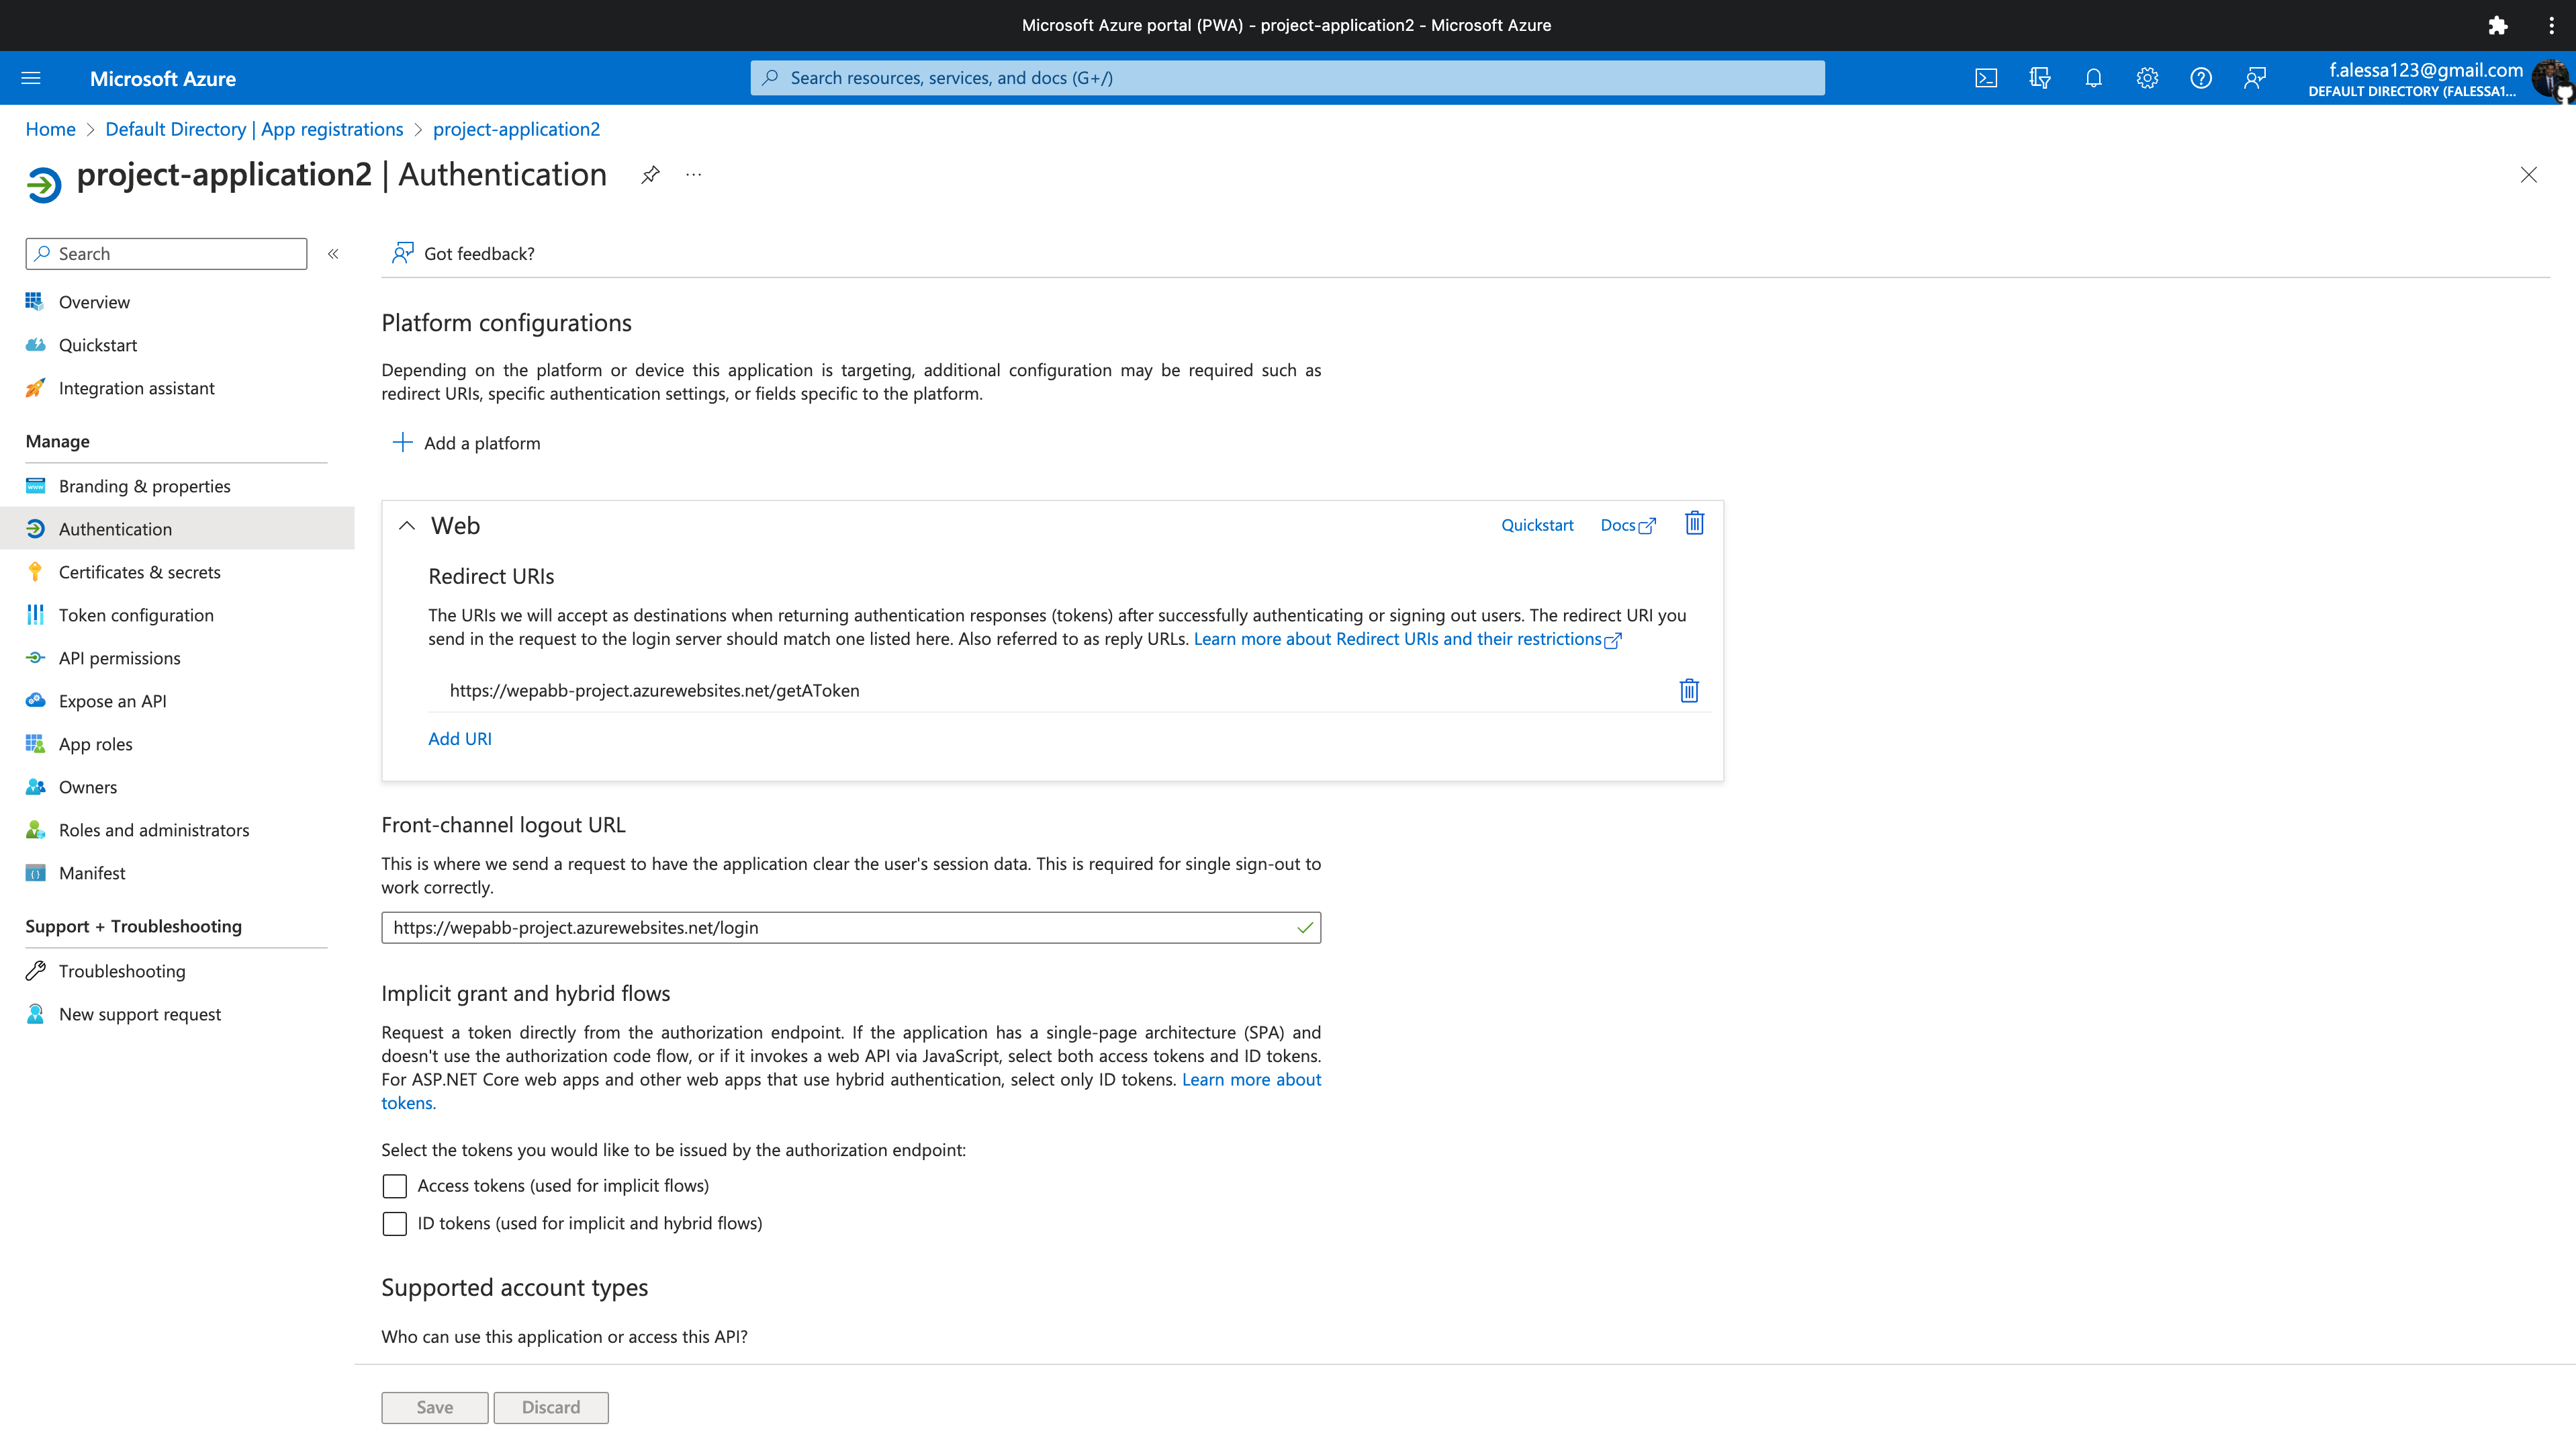 Microsoft Azure portal (PWA) - project-application2 - Microsoft Azure
Microsoft Azure
Search resources, services, and docs (G+/)
f.alessa123@gmail.com
DEFAULT DIRECTORY (FALESSA1...
Home > Default Directory | App registrations > project-application2
project-application2 | Authentication
Search
Got feedback?
Overview
Quickstart
Integration assistant
Manage
Branding & properties
Authentication
Certificates & secrets
Token configuration
API permissions
Expose an API
App roles
Owners
Roles and administrators
Manifest
Support + Troubleshooting
Troubleshooting
New support request
Platform configurations
Depending on the platform or device this application is targeting, additional configuration may be required such as
redirect URIs, specific authentication settings, or fields specific to the platform.
Add a platform
Web
Quickstart
Docs
Redirect URIs
The URIs we will accept as destinations when returning authentication responses (tokens) after successfully authenticating or signing out users. The redirect URI you
send in the request to the login server should match one listed here. Also referred to as reply URLs. Learn more about Redirect URIs and their restrictions
https://wepabb-project.azurewebsites.net/getAToken
Add URI
Front-channel logout URL
This is where we send a request to have the application clear the user's session data. This is required for single sign-out to
work correctly.
https://wepabb-project.azurewebsites.net/login
Implicit grant and hybrid flows
Request a token directly from the authorization endpoint. If the application has a single-page architecture (SPA) and
doesn't use the authorization code flow, or if it invokes a web API via JavaScript, select both access tokens and ID tokens.
For ASP.NET Core web apps and other web apps that use hybrid authentication, select only ID tokens. Learn more about
tokens.
Select the tokens you would like to be issued by the authorization endpoint:
Access tokens (used for implicit flows)
ID tokens (used for implicit and hybrid flows)
Supported account types
Who can use this application or access this API?
Save
Discard